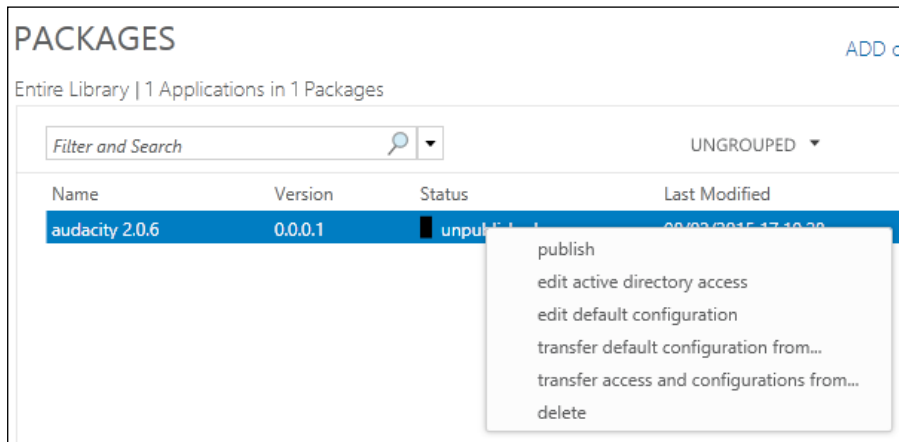 PACKAGES
ADD
Entire Library | 1 Applications in 1 Packages
Filter and Search
UNGROUPED
Name Version Status Last Modified
audacity 2.0.6 0.0.0.1
publish
edit active directory access
edit default configuration
transfer default configuration from...
transfer access and configurations from...
delete